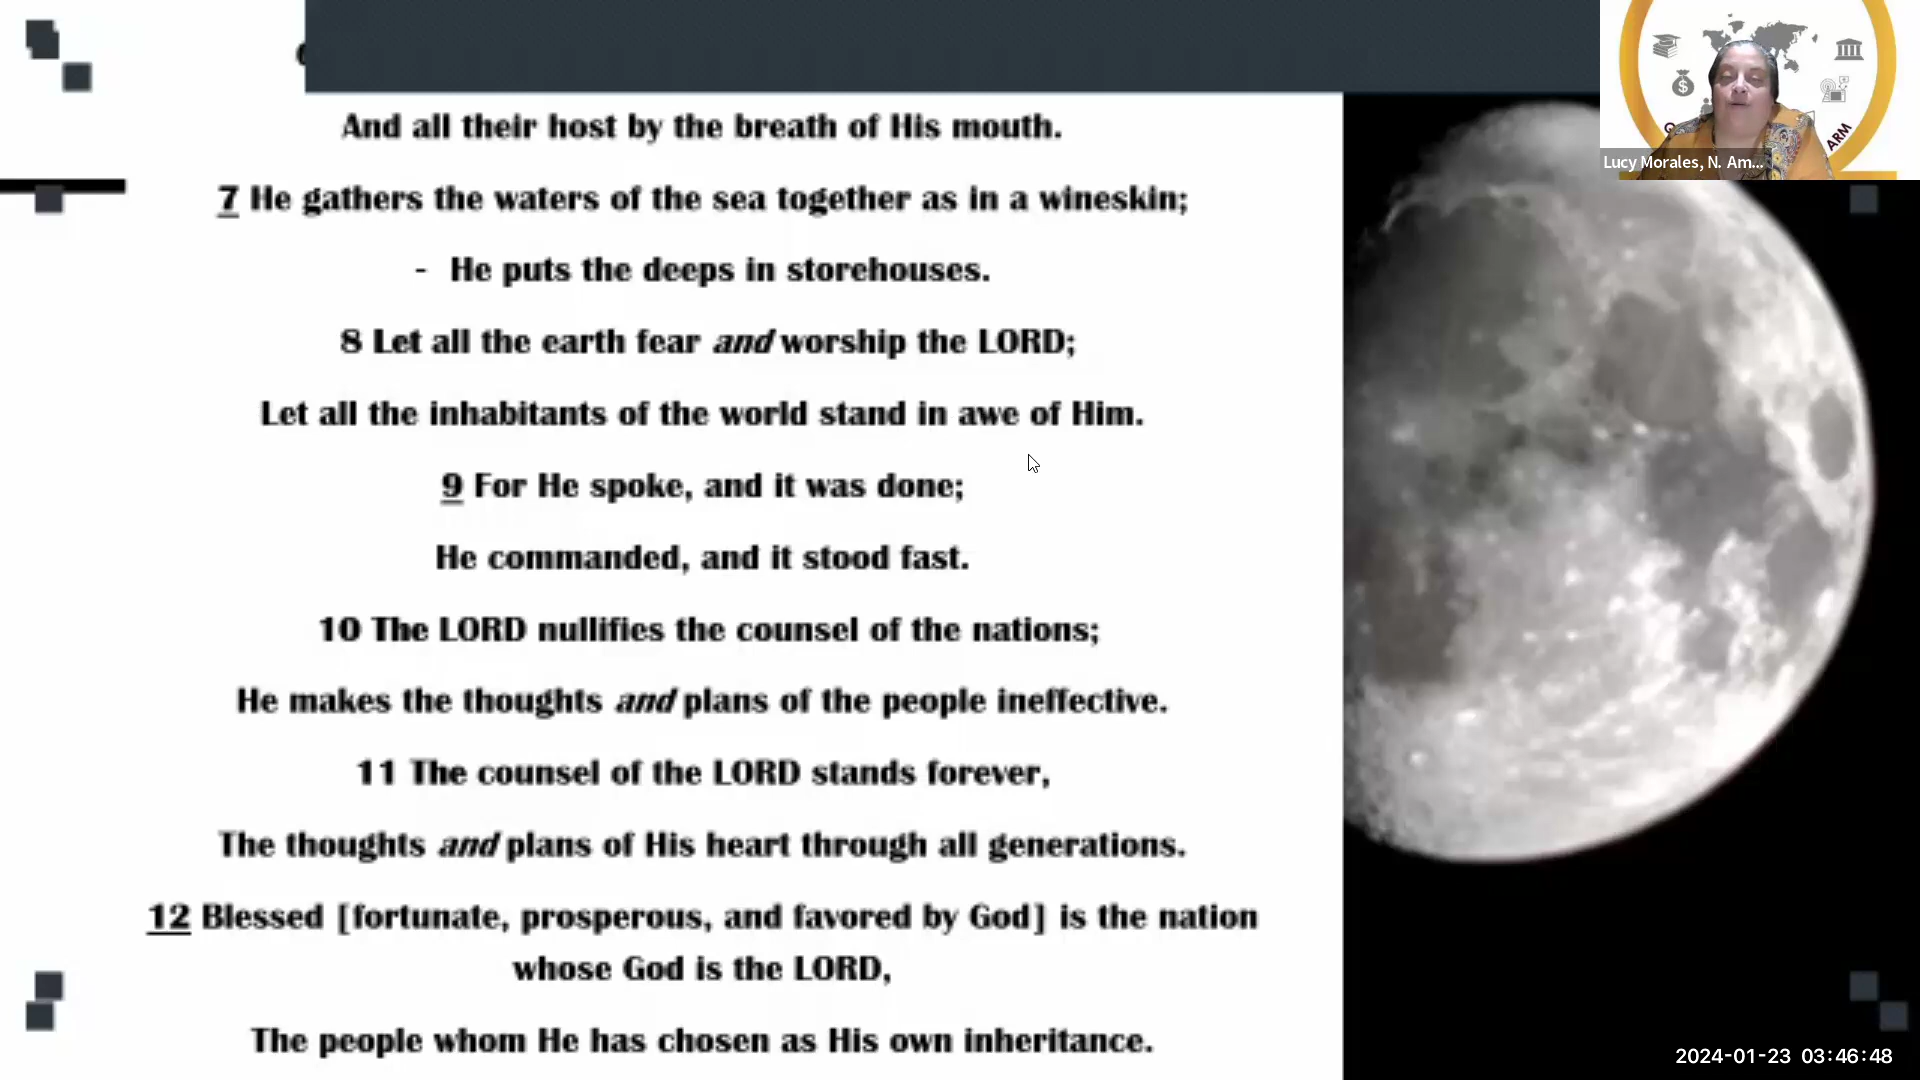 And all their host by the breath of His mouth.
7 He gathers the waters of the sea together as in a wineskin;
- He puts the deeps in storehouses.
8 Let all the earth fear and worship the LORD;
Let all the inhabitants of the world stand in awe of Him.
9 For He spoke, and it was done;
He commanded, and it stood fast.
10 The LORD nullifies the counsel of the nations;
He makes the thoughts and plans of the people ineffective.
11 The counsel of the LORD stands forever,
The thoughts and plans of His heart through all generations.
12 Blessed [fortunate, prosperous, and favored by God] is the nation
whose God is the LORD,
The people whom He has chosen as His own inheritance.
ARM
Lucy Morales, N. Am...
2024-01-23 03:46:48